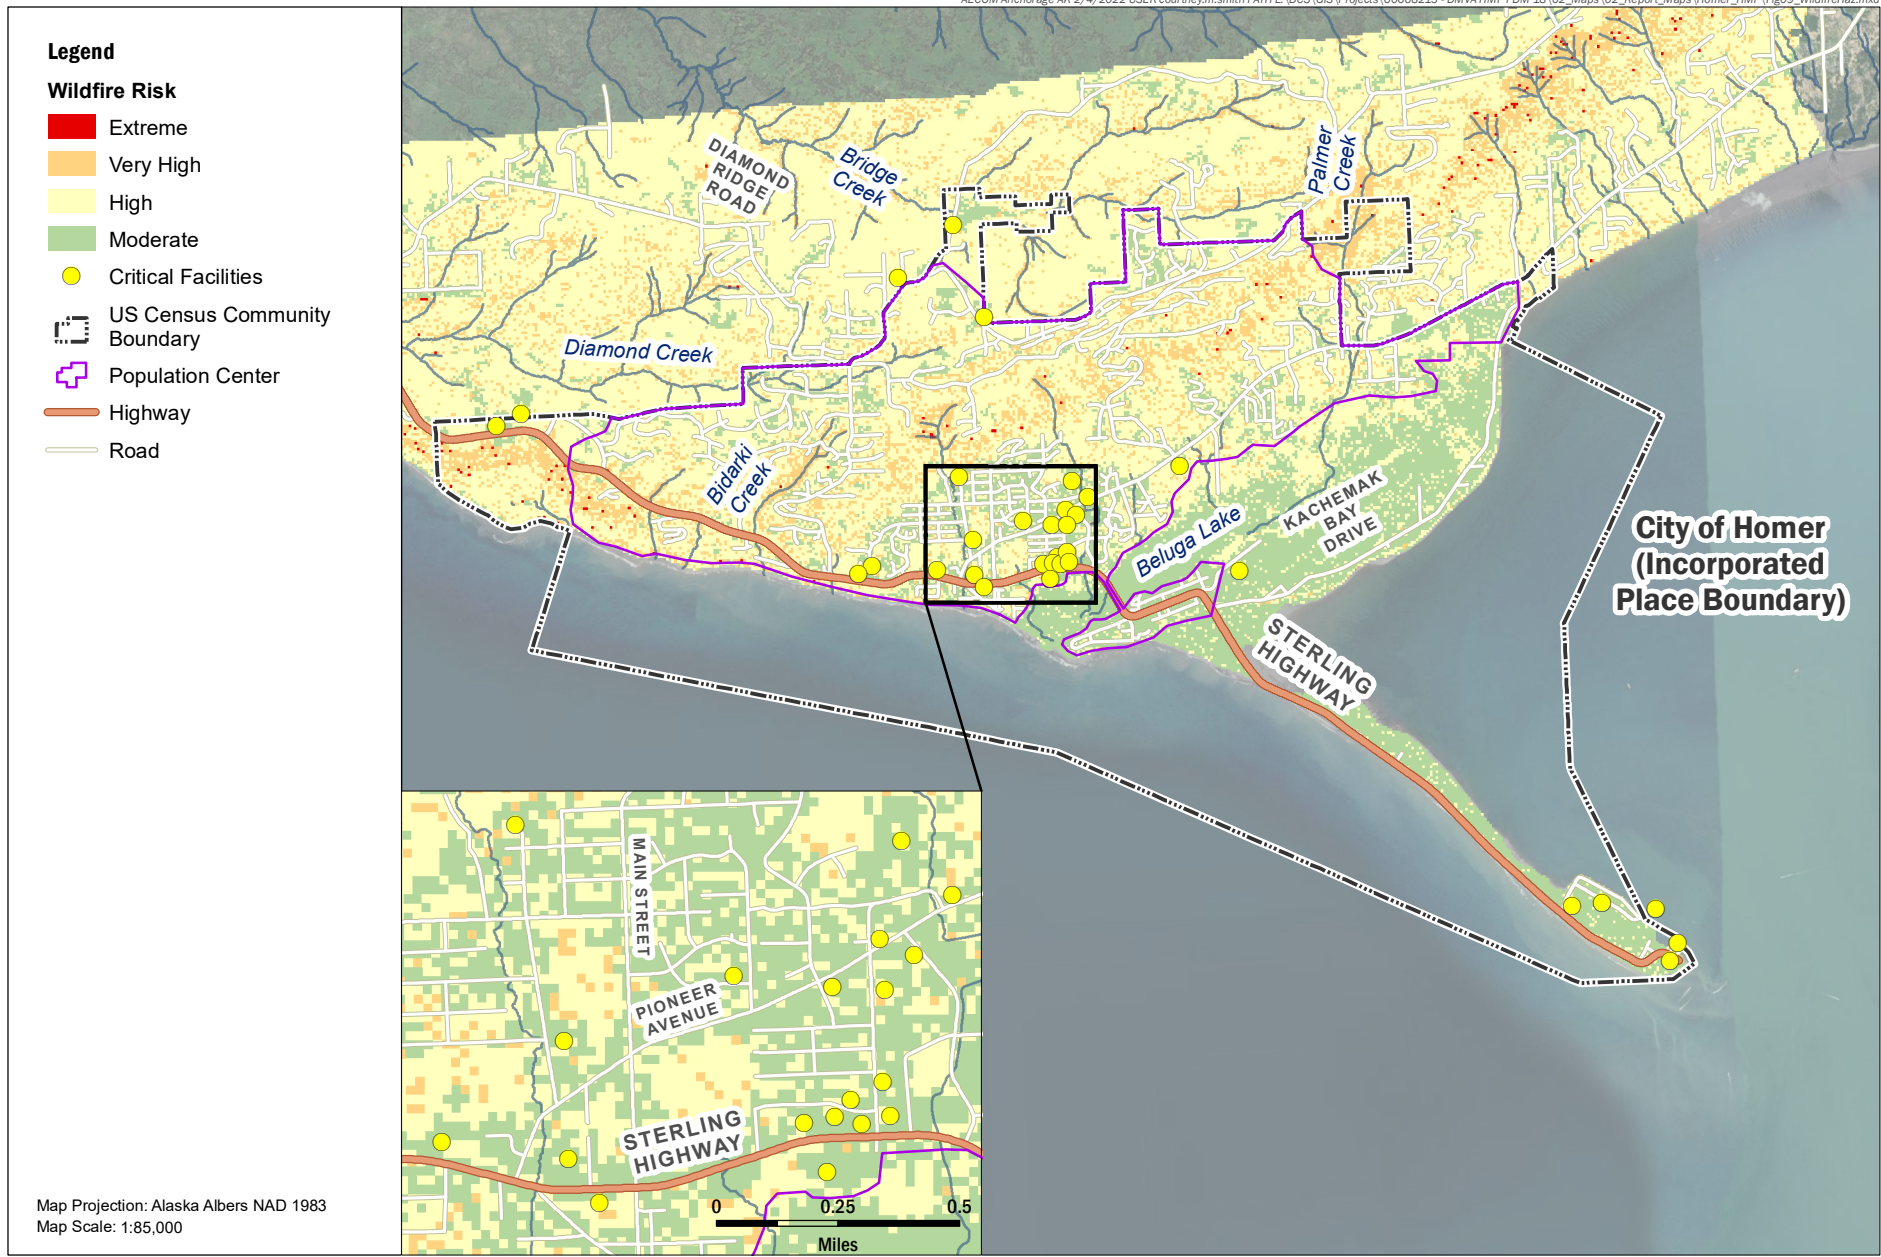 Legend
Wildfire Risk
Extreme
Very High
High
Moderate
Critical Facilities
US Census Community
Boundary
Population Center
Highway
Road
Map Projection: Alaska Albers NAD 1983
Map Scale: 1:85,000
DIAMOND
RIDGE
ROAD
Bridge
Creek
Palmer
Creek
Diamond Creek
Bidarki
Creek
Beluga Lake
KACHEMAK
BAY
DRIVE
City of Homer
(Incorporated
Place Boundary)
STERLING
HIGHWAY
MAIN STREET
PIONEER
AVENUE
STERLING
HIGHWAY
0 0.25 0.5
Miles